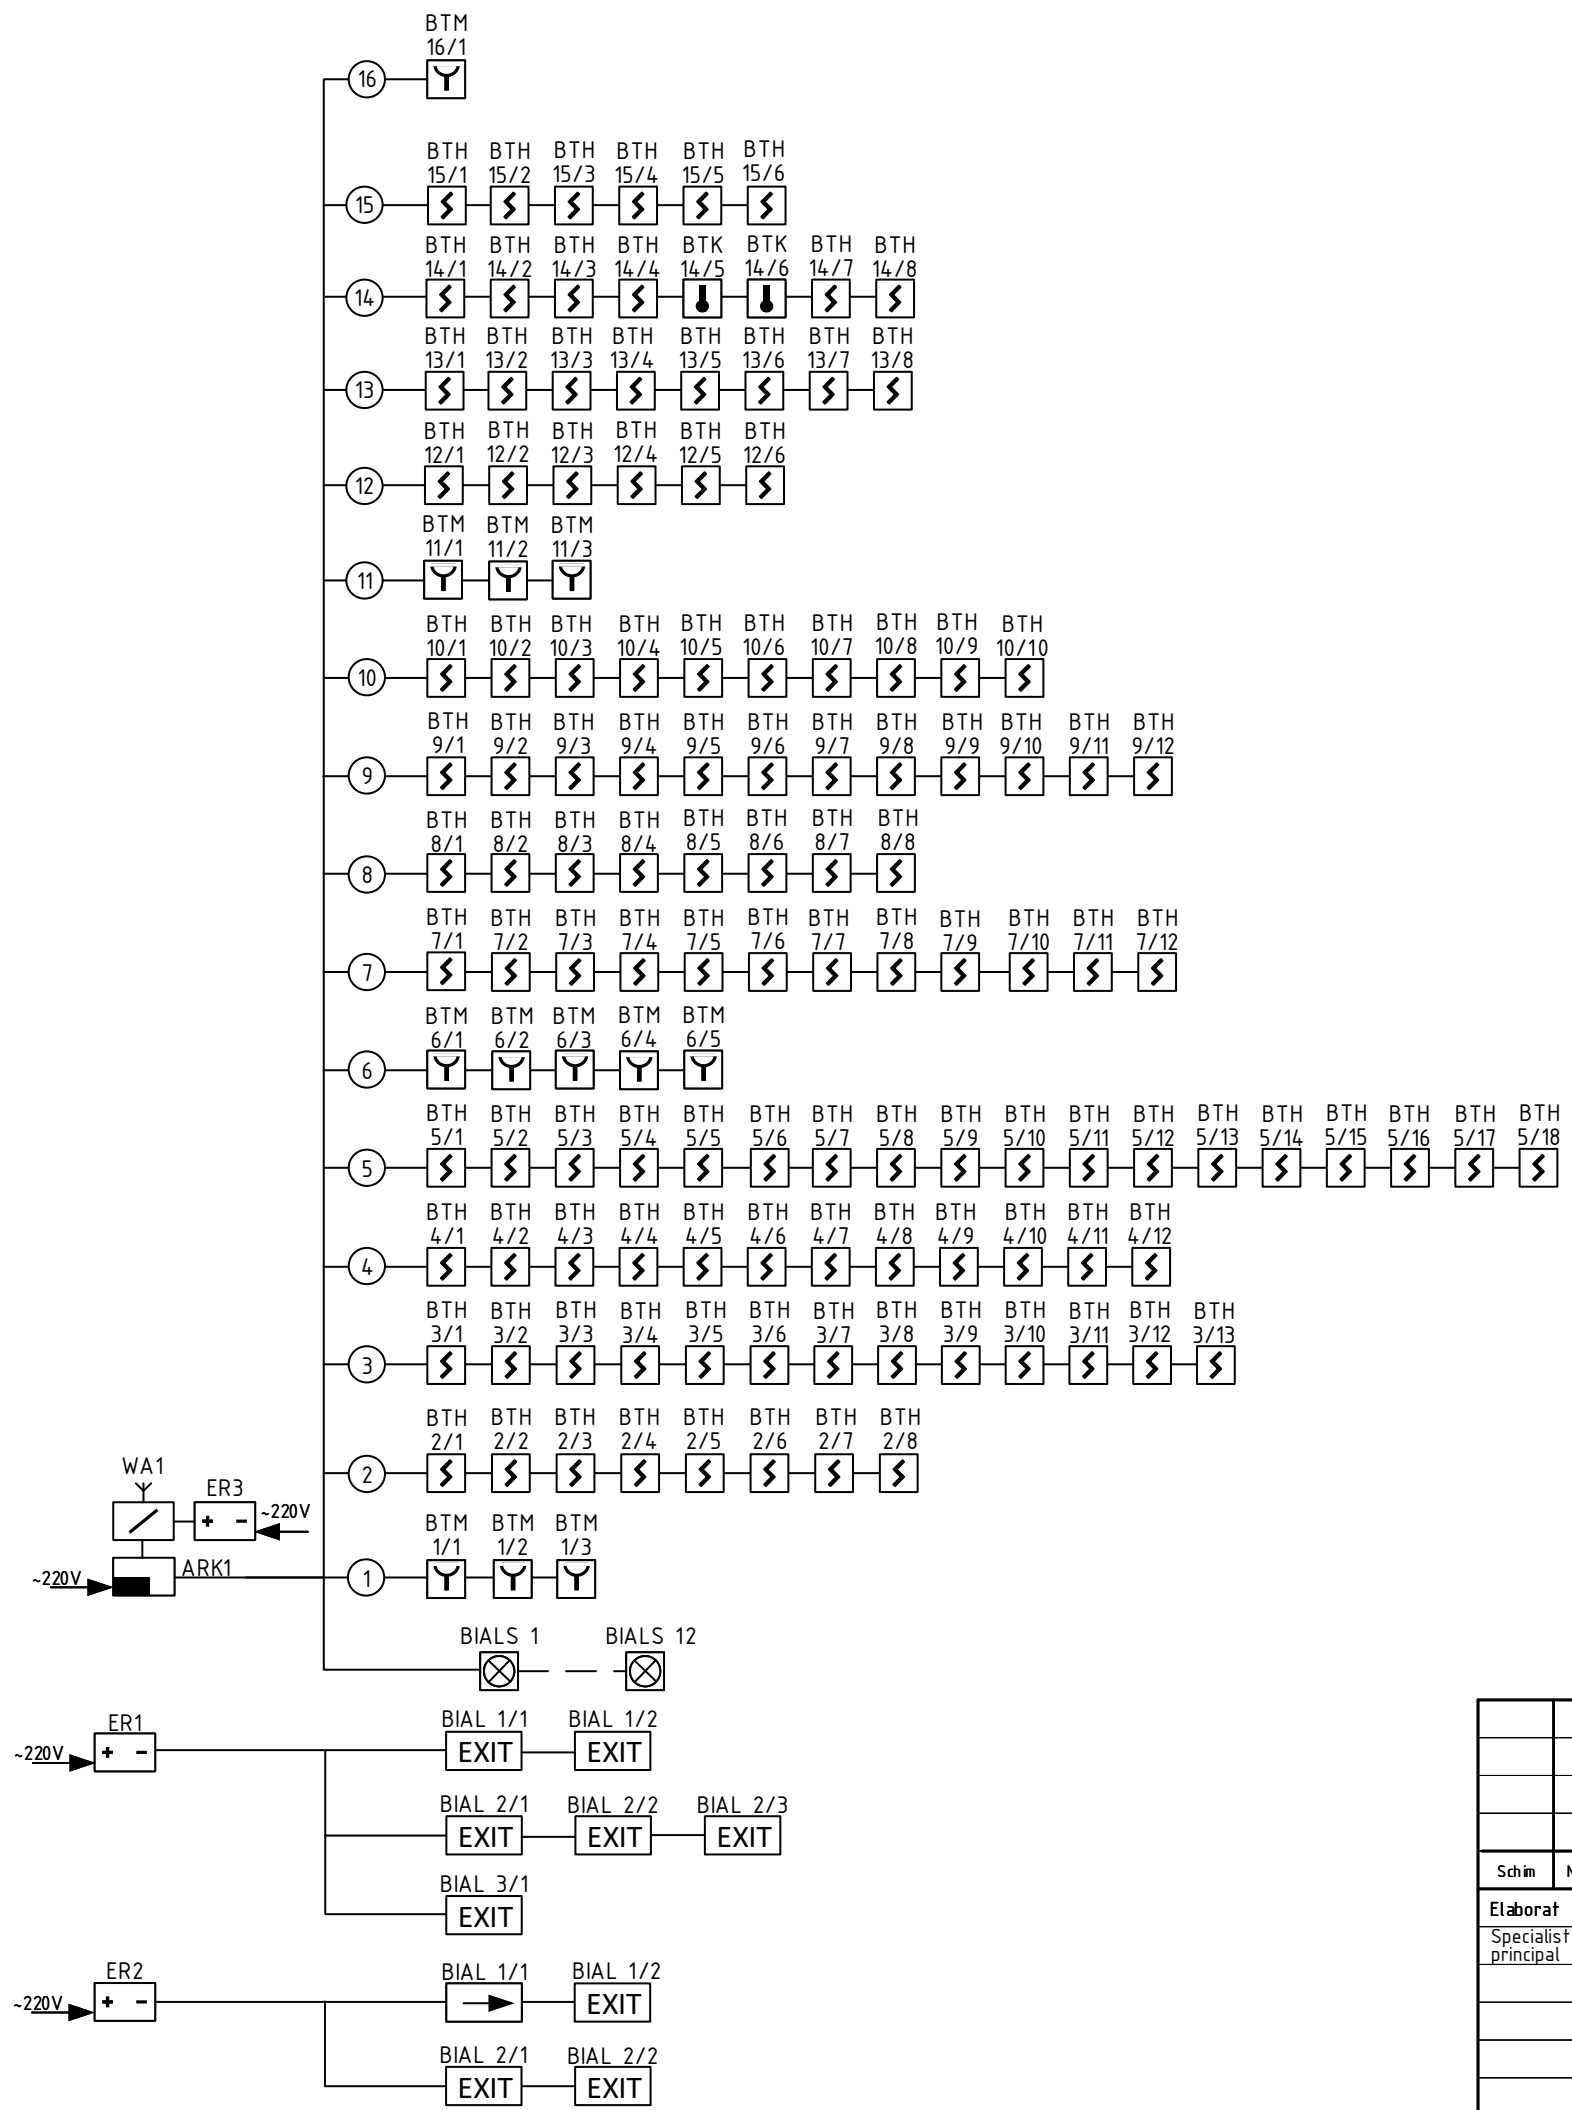 BTM
16/1
16
BTH BTH BTH BTH BTH BTH
15/1 15/2 15/3 15/4 15/5 15/6
15
BTH BTH BTH BTH BTK BTK BTH BTH
14/1 14/2 14/3 14/4 14/5 14/6 14/7 14/8
14
BTH BTH BTH BTH BTH BTH BTH BTH
13/1 13/2 13/3 13/4 13/5 13/6 13/7 13/8
13
BTH BTH BTH BTH BTH BTH
12/1 12/2 12/3 12/4 12/5 12/6
12
BTM BTM BTM
11/1 11/2 11/3
11
BTH BTH BTH BTH BTH BTH BTH BTH BTH BTH
10/1 10/2 10/3 10/4 10/5 10/6 10/7 10/8 10/9 10/10
10
BTH BTH BTH BTH BTH BTH BTH BTH BTH BTH BTH BTH
9/1 9/2 9/3 9/4 9/5 9/6 9/7 9/8 9/9 9/10 9/11 9/12
9
BTH BTH BTH BTH BTH BTH BTH BTH
8/1 8/2 8/3 8/4 8/5 8/6 8/7 8/8
8
BTH BTH BTH BTH BTH BTH BTH BTH BTH BTH BTH BTH
7/1 7/2 7/3 7/4 7/5 7/6 7/7 7/8 7/9 7/10 7/11 7/12
7
BTM BTM BTM BTM BTM
6/1 6/2 6/3 6/4 6/5
6
BTH BTH BTH BTH BTH BTH BTH BTH BTH BTH BTH BTH BTH BTH BTH BTH BTH BTH
5/1 5/2 5/3 5/4 5/5 5/6 5/7 5/8 5/9 5/10 5/11 5/12 5/13 5/14 5/15 5/16 5/17 5/18
5
BTH BTH BTH BTH BTH BTH BTH BTH BTH BTH BTH BTH
4/1 4/2 4/3 4/4 4/5 4/6 4/7 4/8 4/9 4/10 4/11 4/12
4
BTH BTH BTH BTH BTH BTH BTH BTH BTH BTH BTH BTH BTH
3/1 3/2 3/3 3/4 3/5 3/6 3/7 3/8 3/9 3/10 3/11 3/12 3/13
3
BTH BTH BTH BTH BTH BTH BTH BTH
2/1 2/2 2/3 2/4 2/5 2/6 2/7 2/8
2
WA1
ER3
+ - ~220V
BTM BTM BTM
1/1 1/2 1/3
~220V ARK1 1
BIALS 1 BIALS 12
ER1 BIAL 1/1 BIAL 1/2
~220V + - EXIT EXIT
BIAL 2/1 BIAL 2/2 BIAL 2/3
EXIT EXIT EXIT
BIAL 3/1
EXIT
ER2 BIAL 1/1 BIAL 1/2
~220V + - EXIT
BIAL 2/1 BIAL 2/2
EXIT EXIT
Schim
Elaborat
Specialist
principal